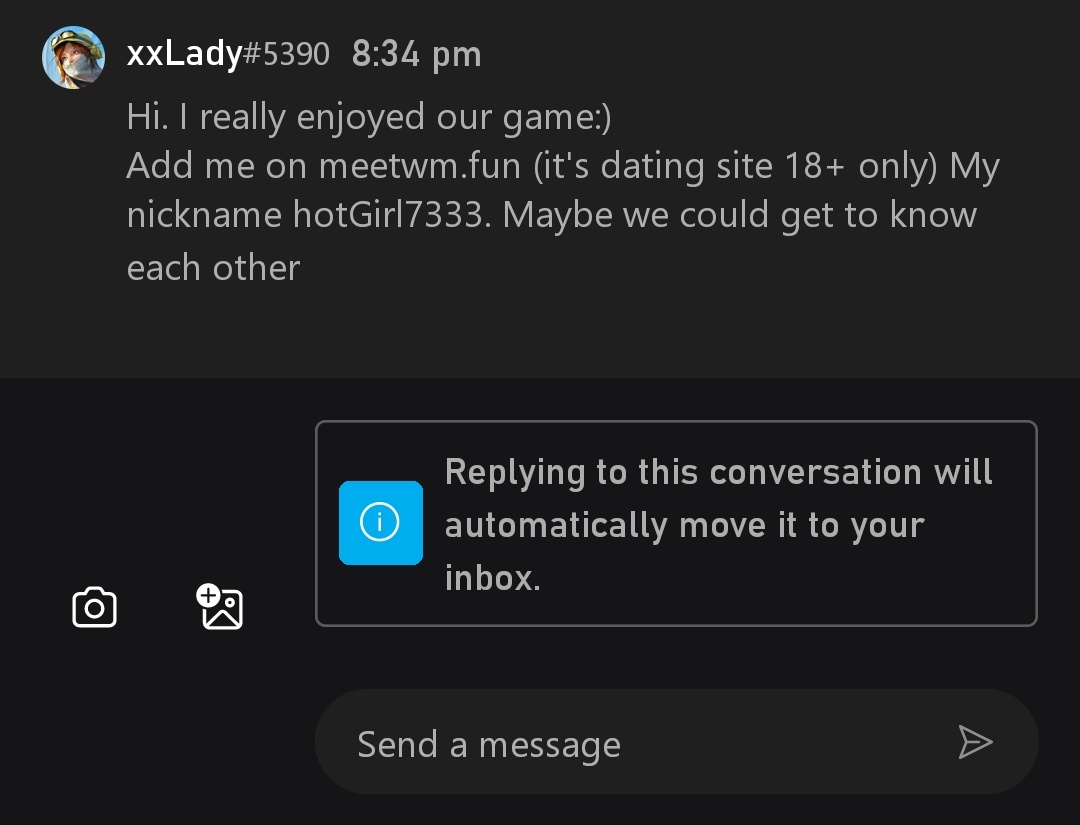 xxLady#5390 8:34 pm
Hi. I really enjoyed our game:)
Add me on meetwm.fun (it's dating site 18+ only) My
nickname hotGirl7333. Maybe we could get to know
each other
Replying to this conversation will
automatically move it to your
inbox.
Send a message